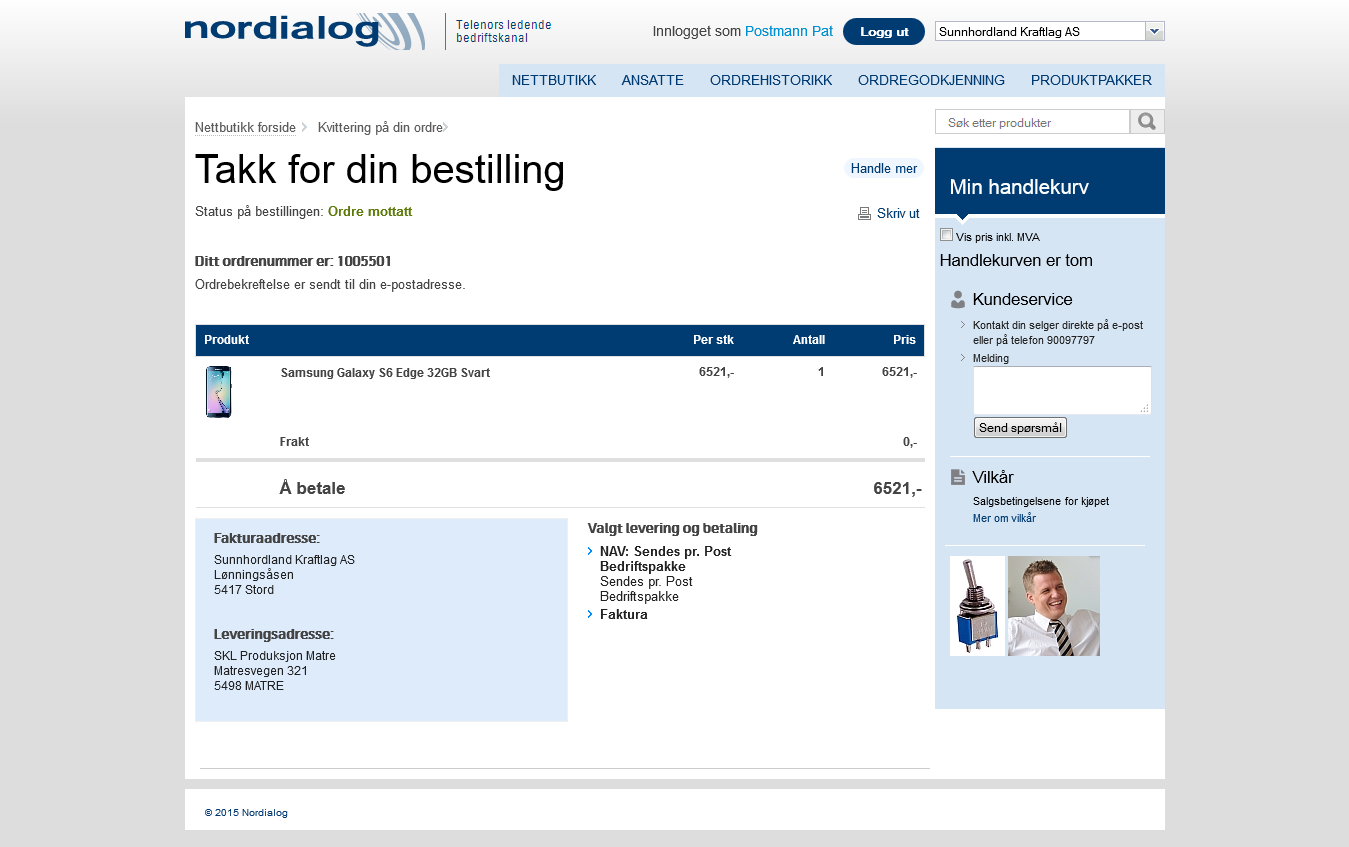 nordialog
Telenors ledende
bedriftskanal
Innlogget som Postmann Pat
Logg ut
Sunnhordland Kraftlag AS
NETTBUTIKK ANSATTE ORDREHISTORIKK ORDREGODKJENNING PRODUKTPAKKER
Nettbutikk forside Kvittering på din ordre
Takk for din bestilling
Handle mer
Status på bestillingen: Ordre mottatt
Skriv ut
Ditt ordrenummer er: 1005501
Ordrebekreftelse er sendt til din e-postadresse.
Produkt Per stk Antall Pris
Samsung Galaxy S6 Edge 32GB Svart 6521,- 1 6521,-
Frakt 0,-
Å betale 6521,-
Fakturaadresse:
Sunnhordland Kraftlag AS
Lønningsåsen
5417 Stord
Leveringsadresse:
SKL Produksjon Matre
Matresvegen 321
5498 MATRE
Valgt levering og betaling
NAV: Sendes pr. Post
Bedriftspakke
Sendes pr. Post
Bedriftspakke
Faktura
Søk etter produkter
Min handlekurv
Vis pris inkl. MVA
Handlekurven er tom
Kundeservice
Kontakt din selger direkte på e-post
eller på telefon 90097797
Melding
Send spørsmål
Vilkår
Salgsbetingelsene for kjøpet
Mer om vilkår
© 2015 Nordialog